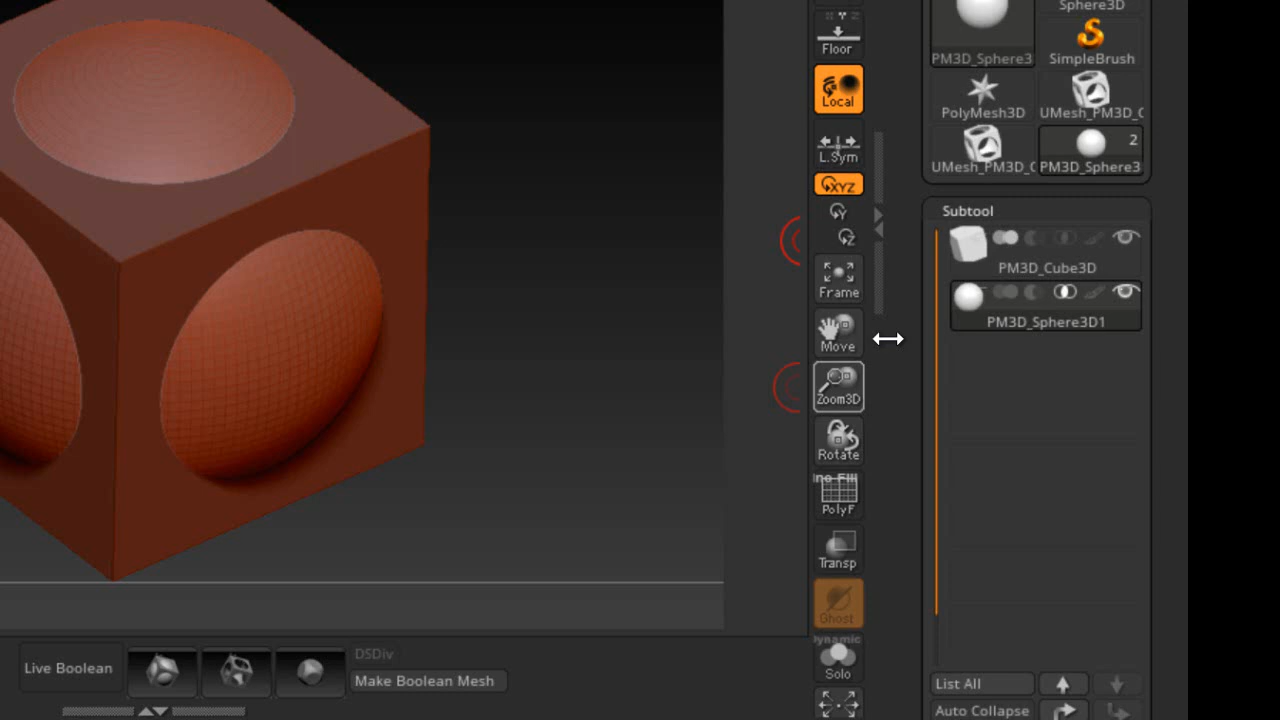 Floor
Local
L.Sym
XYZ
Y
Z
Frame
Move
Zoom3D
Rotate
PolyF
Transp
Ghost
Dynamic
Solo
Sphere3D
PM3D_Sphere3
SimpleBrush
PolyMesh3D
UMesh_PM3D_C
UMesh_PM3D_C
2
PM3D_Sphere3
Subtool
PM3D_Cube3D
PM3D_Sphere3D1
List All
Auto Collapse
Live Boolean
DSDiv
Make Boolean Mesh